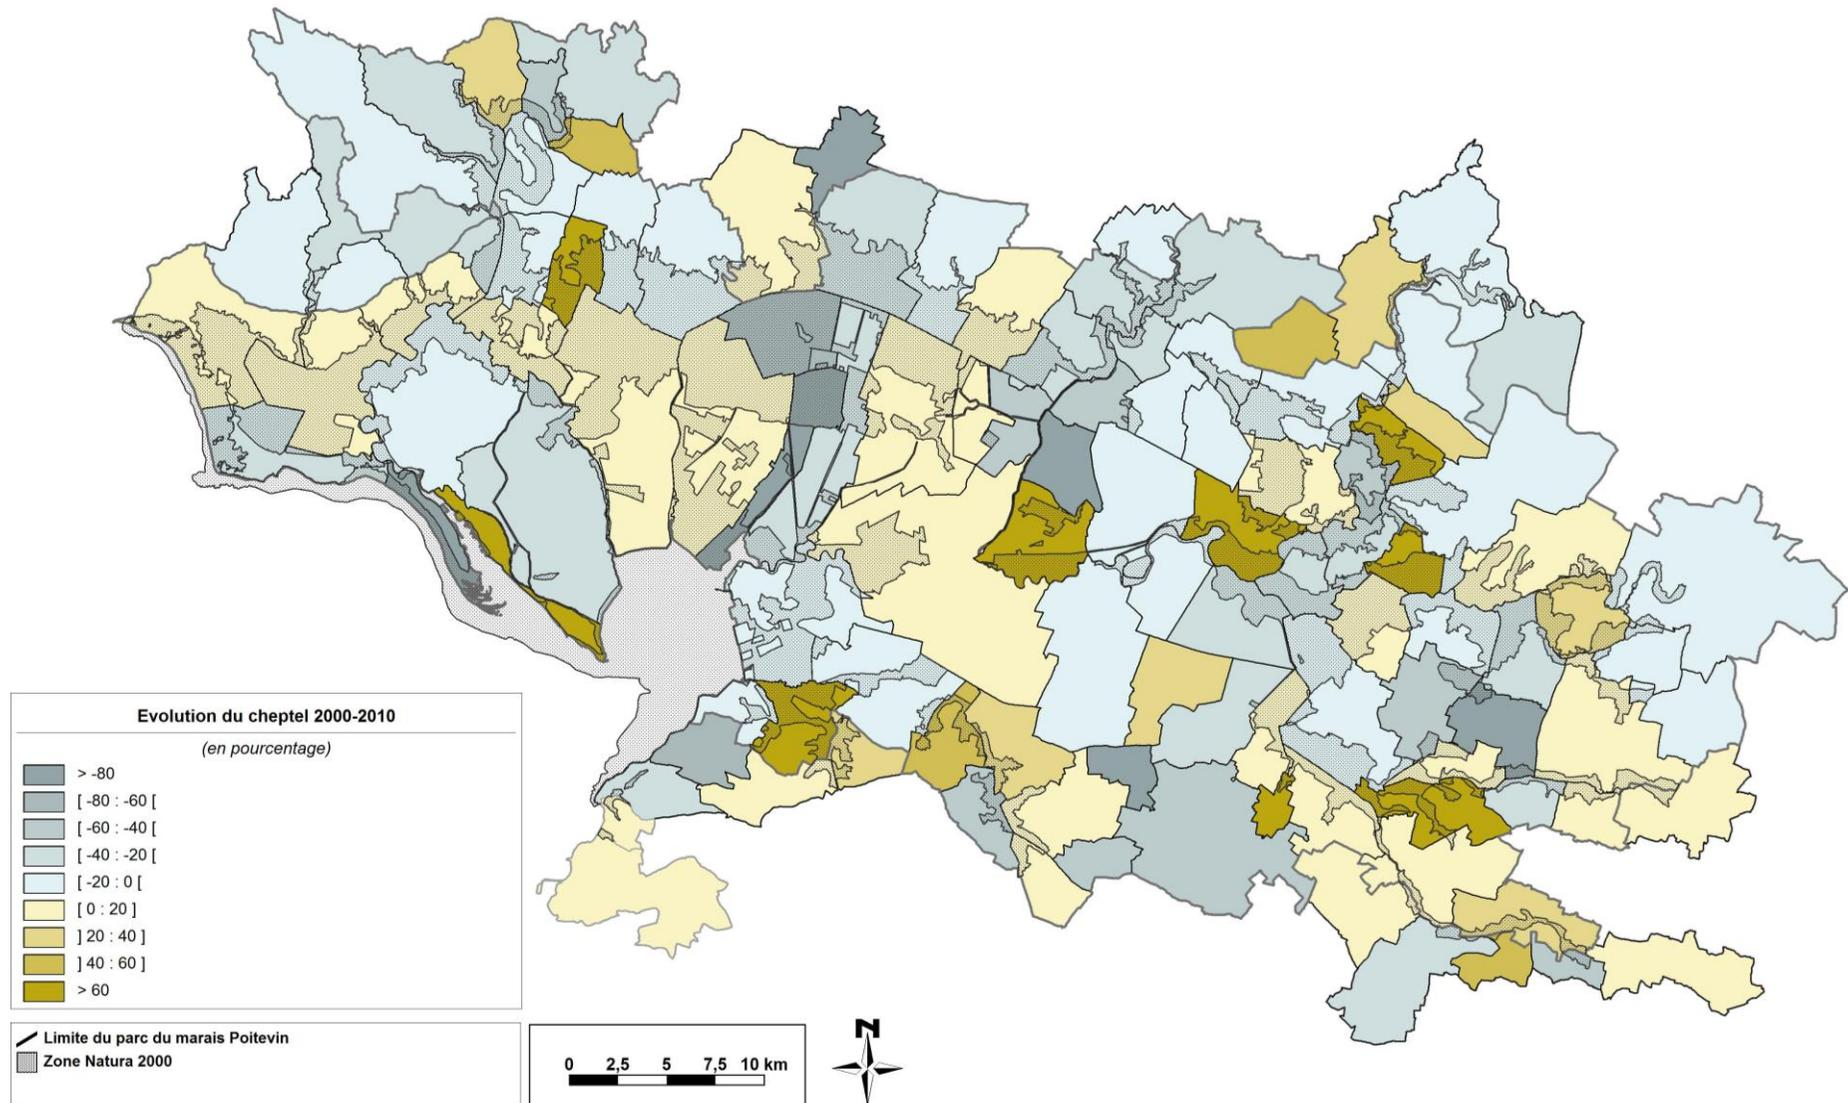 Evolution du cheptel 2000-2010
(en pourcentage)
> -80
[ -80 : -60 [
[ -60 : -40 [
[ -40 : -20 [
[ -20 : 0 [
[ 0 : 20 ]
] 20 : 40 ]
] 40 : 60 ]
> 60
Limite du parc du marais Poitevin
Zone Natura 2000
0 2,5 5 7,5 10 km
N